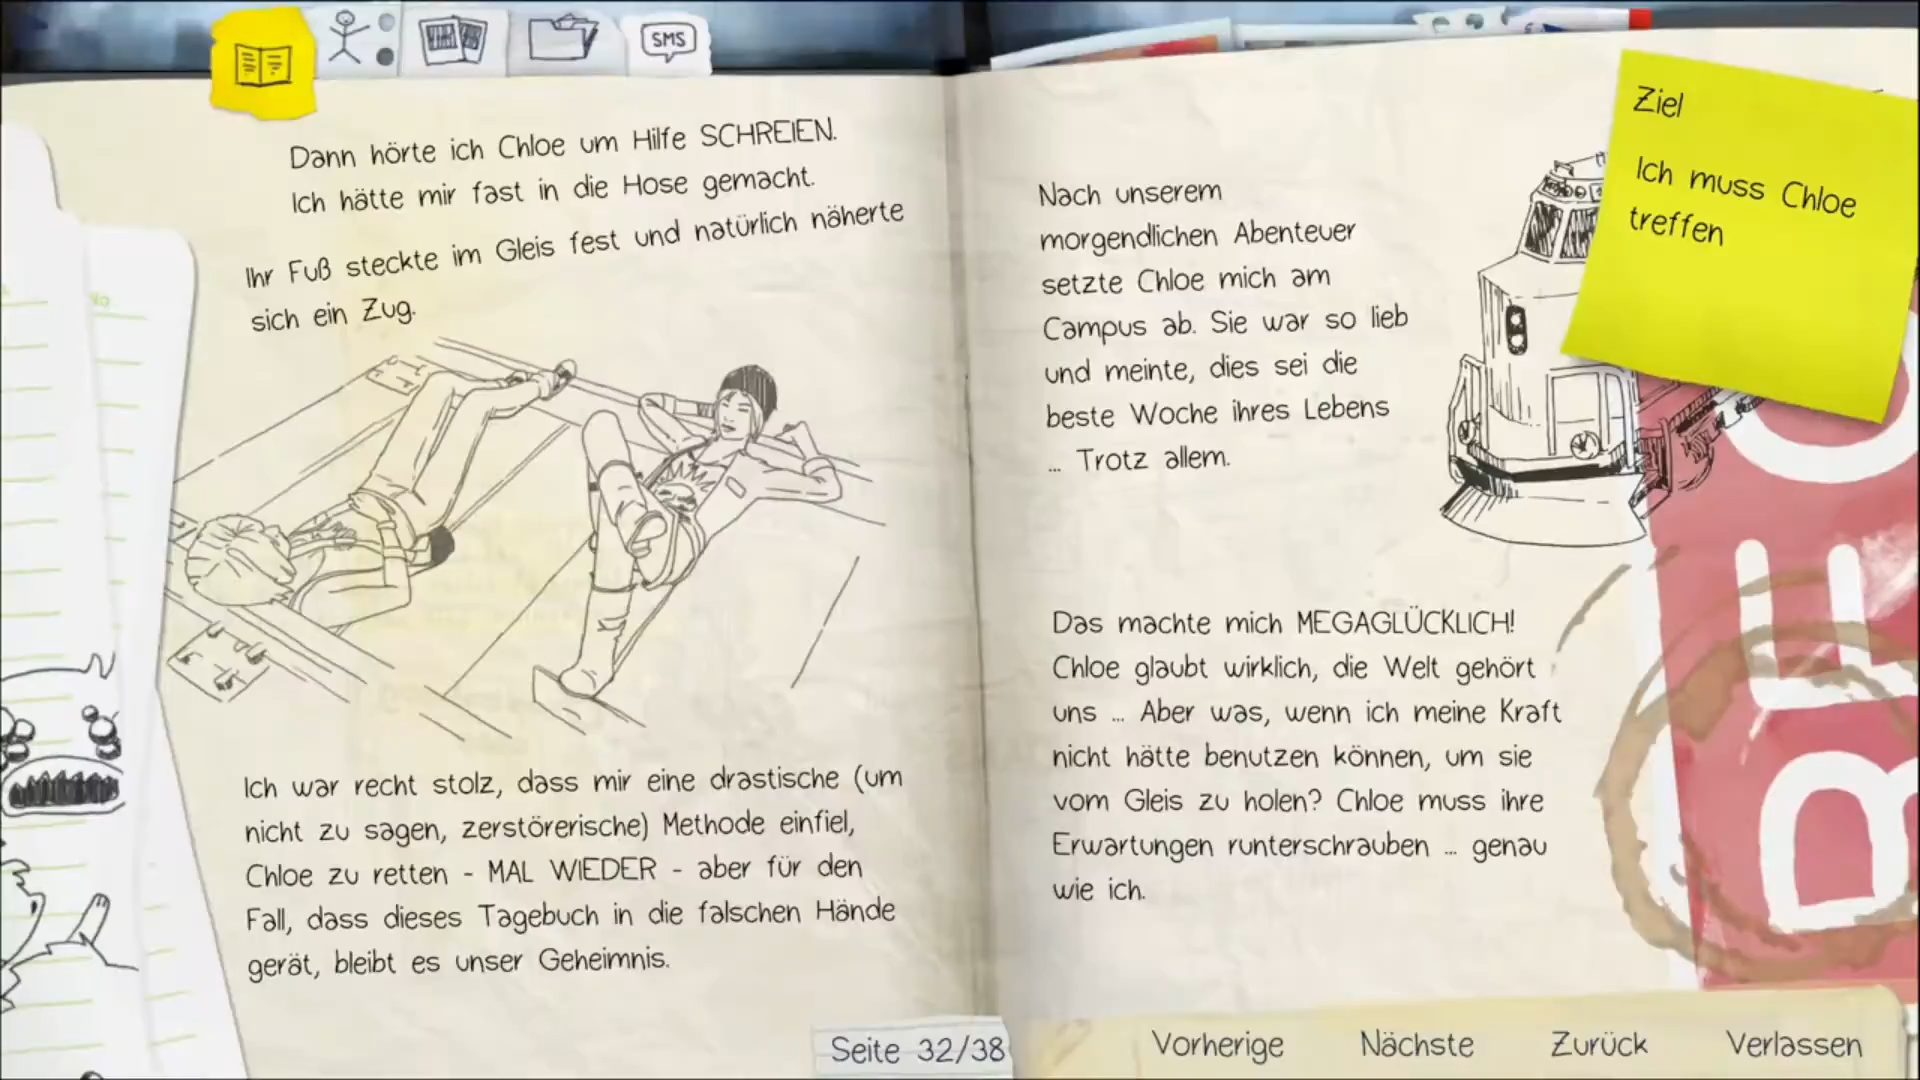 SMS
Dann hörte ich Chloe um Hilfe SCHREIEN.
Ich hätte mir fast in die Hose gemacht.
Ihr Fuß steckte im Gleis fest und natürlich näherte
sich ein Zug.
Ich war recht stolz, dass mir eine drastische (um
nicht zu sagen, zerstörerische) Methode einfiel,
Chloe zu retten - MAL WIEDER - aber für den
Fall, dass dieses Tagebuch in die falschen Hände
gerät, bleibt es unser Geheimnis.
Nach unserem
morgendlichen Abenteuer
setzte Chloe mich am
Campus ab. Sie war so lieb
und meinte, dies sei die
beste Woche ihres Lebens
... Trotz allem.
Das machte mich MEGAGLÜCKLICH!
Chloe glaubt wirklich, die Welt gehört
uns ... Aber was, wenn ich meine Kraft
nicht hätte benutzen können, um sie
vom Gleis zu holen? Chloe muss ihre
Erwartungen runterschrauben ... genau
wie ich.
Ziel
Ich muss Chloe
treffen
Seite 32/38
Vorherige
Nächste
Zurück
Verlassen